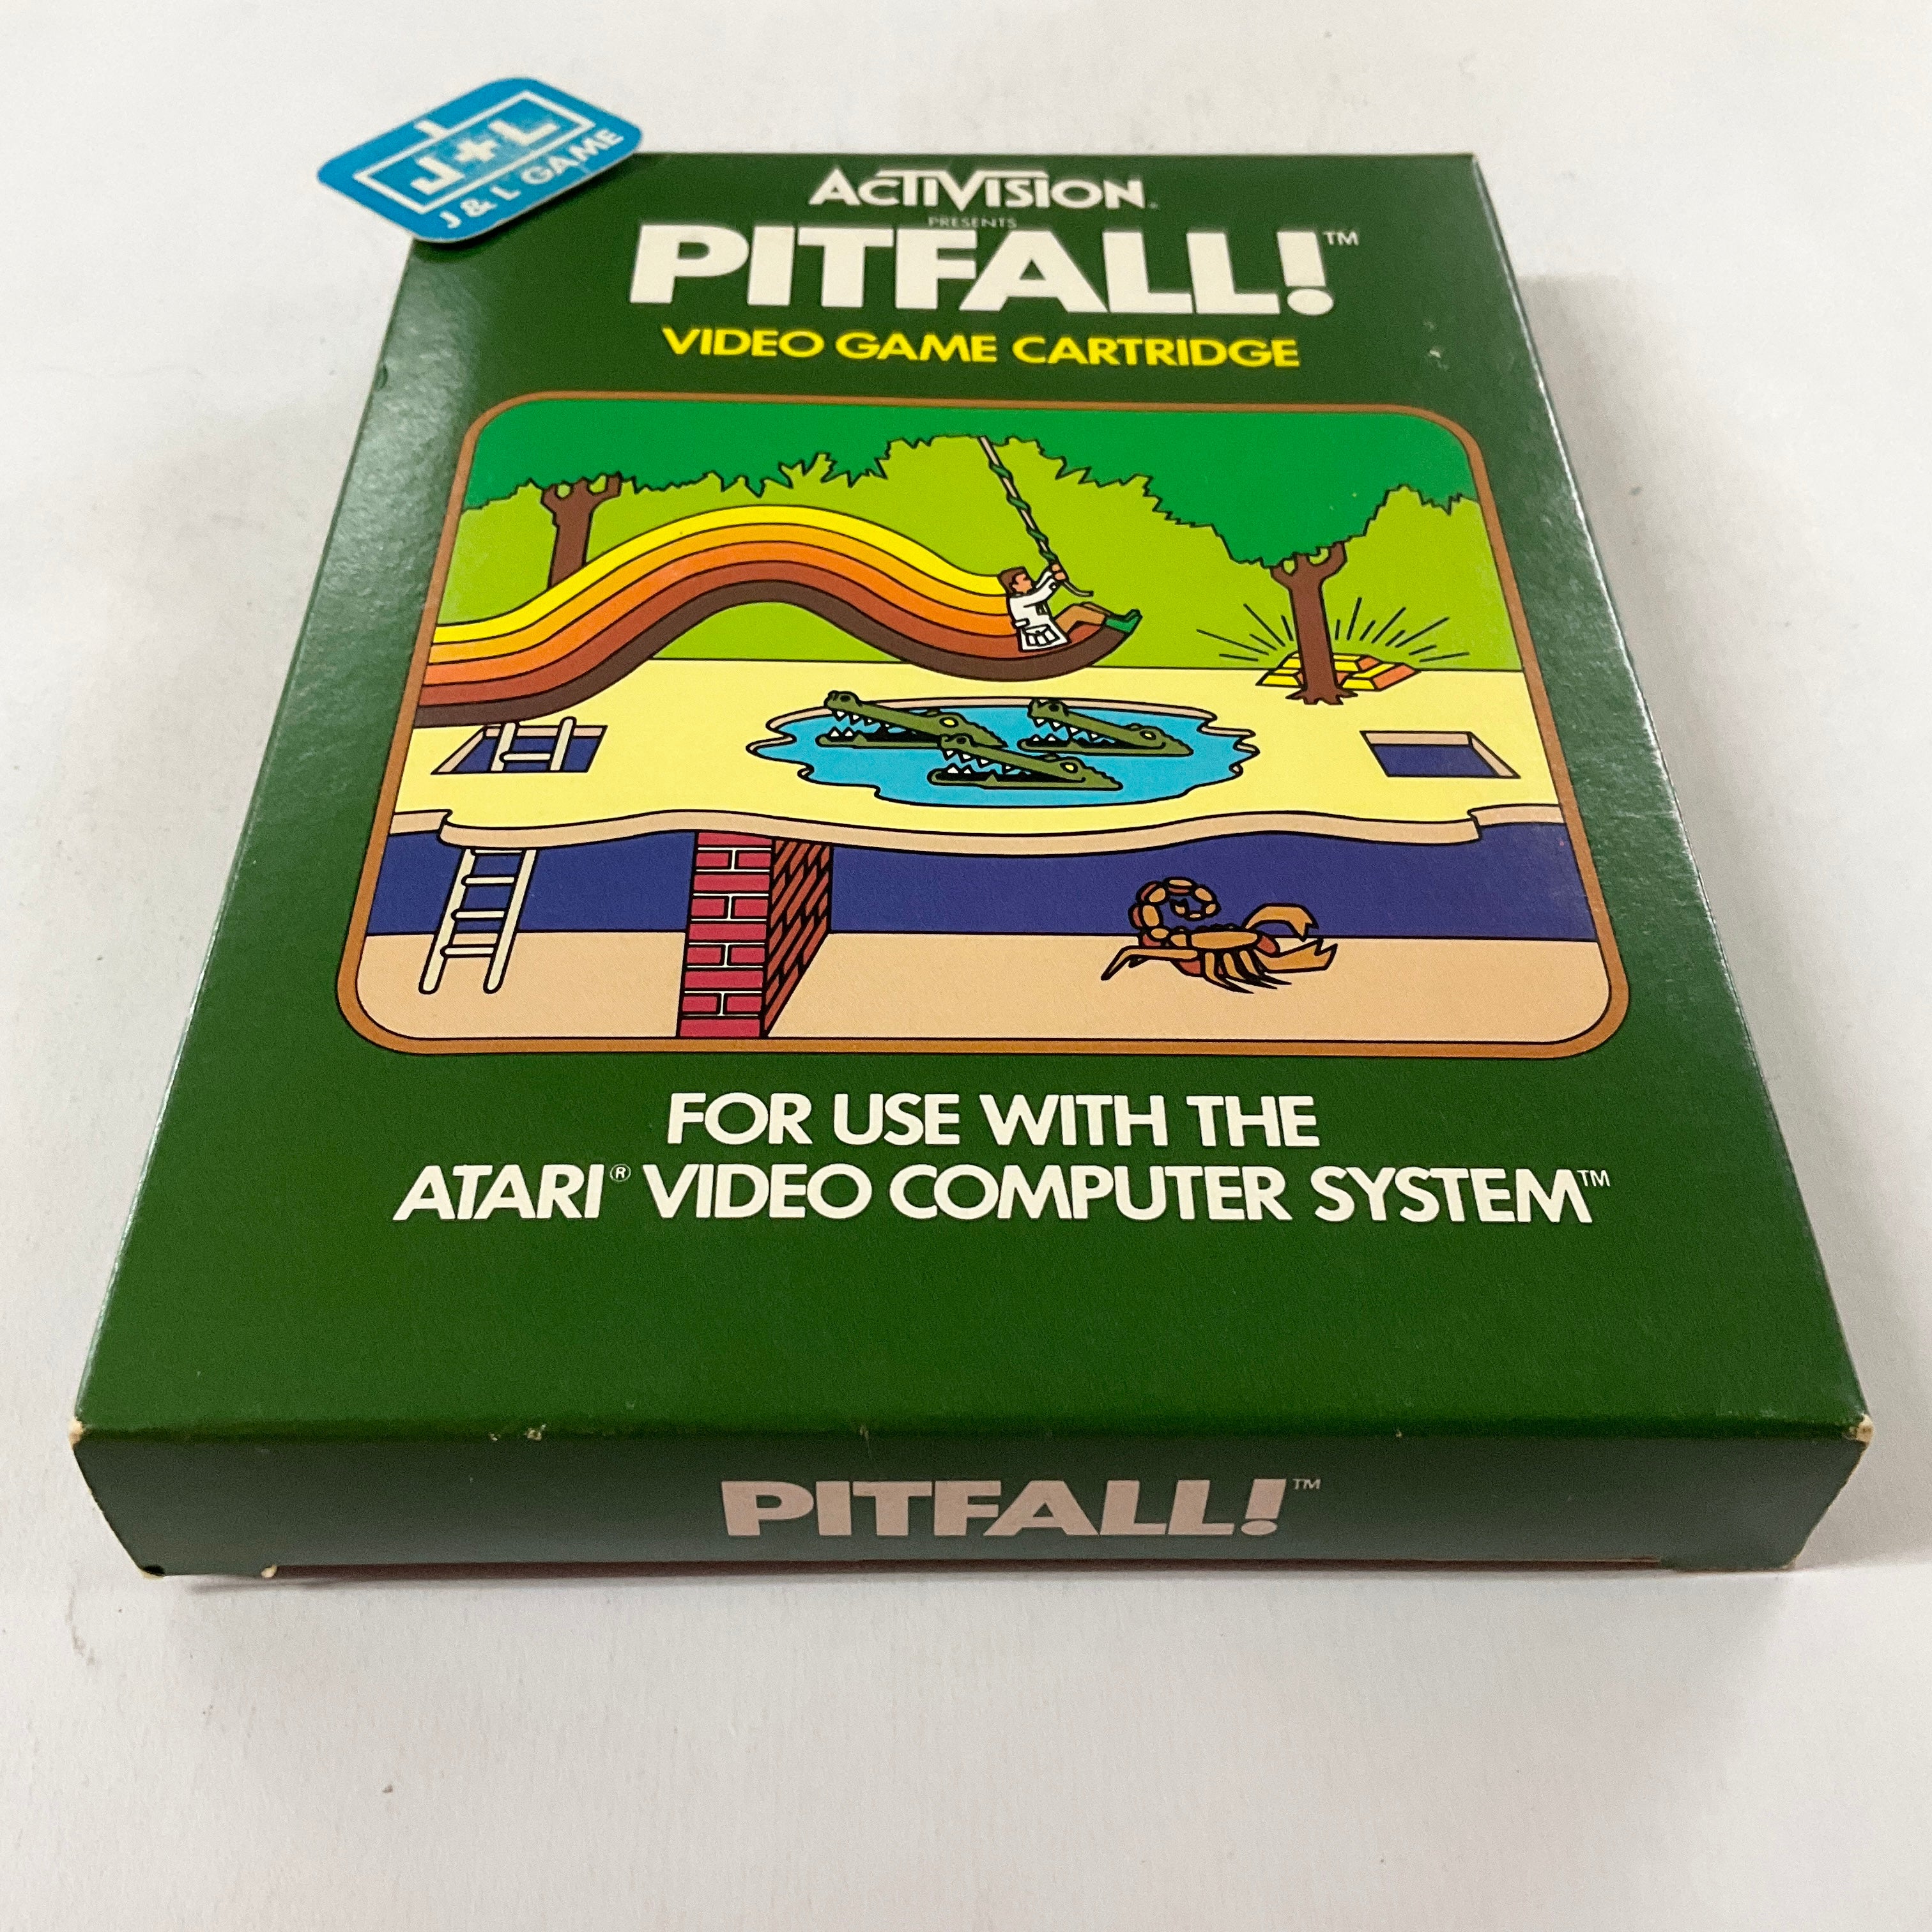 J+L
J & L GAME
ACTIVISION.
PRESENTS
PITFALL!™
VIDEO GAME CARTRIDGE
FOR USE WITH THE
ATARI® VIDEO COMPUTER SYSTEM™
PITFALL!™